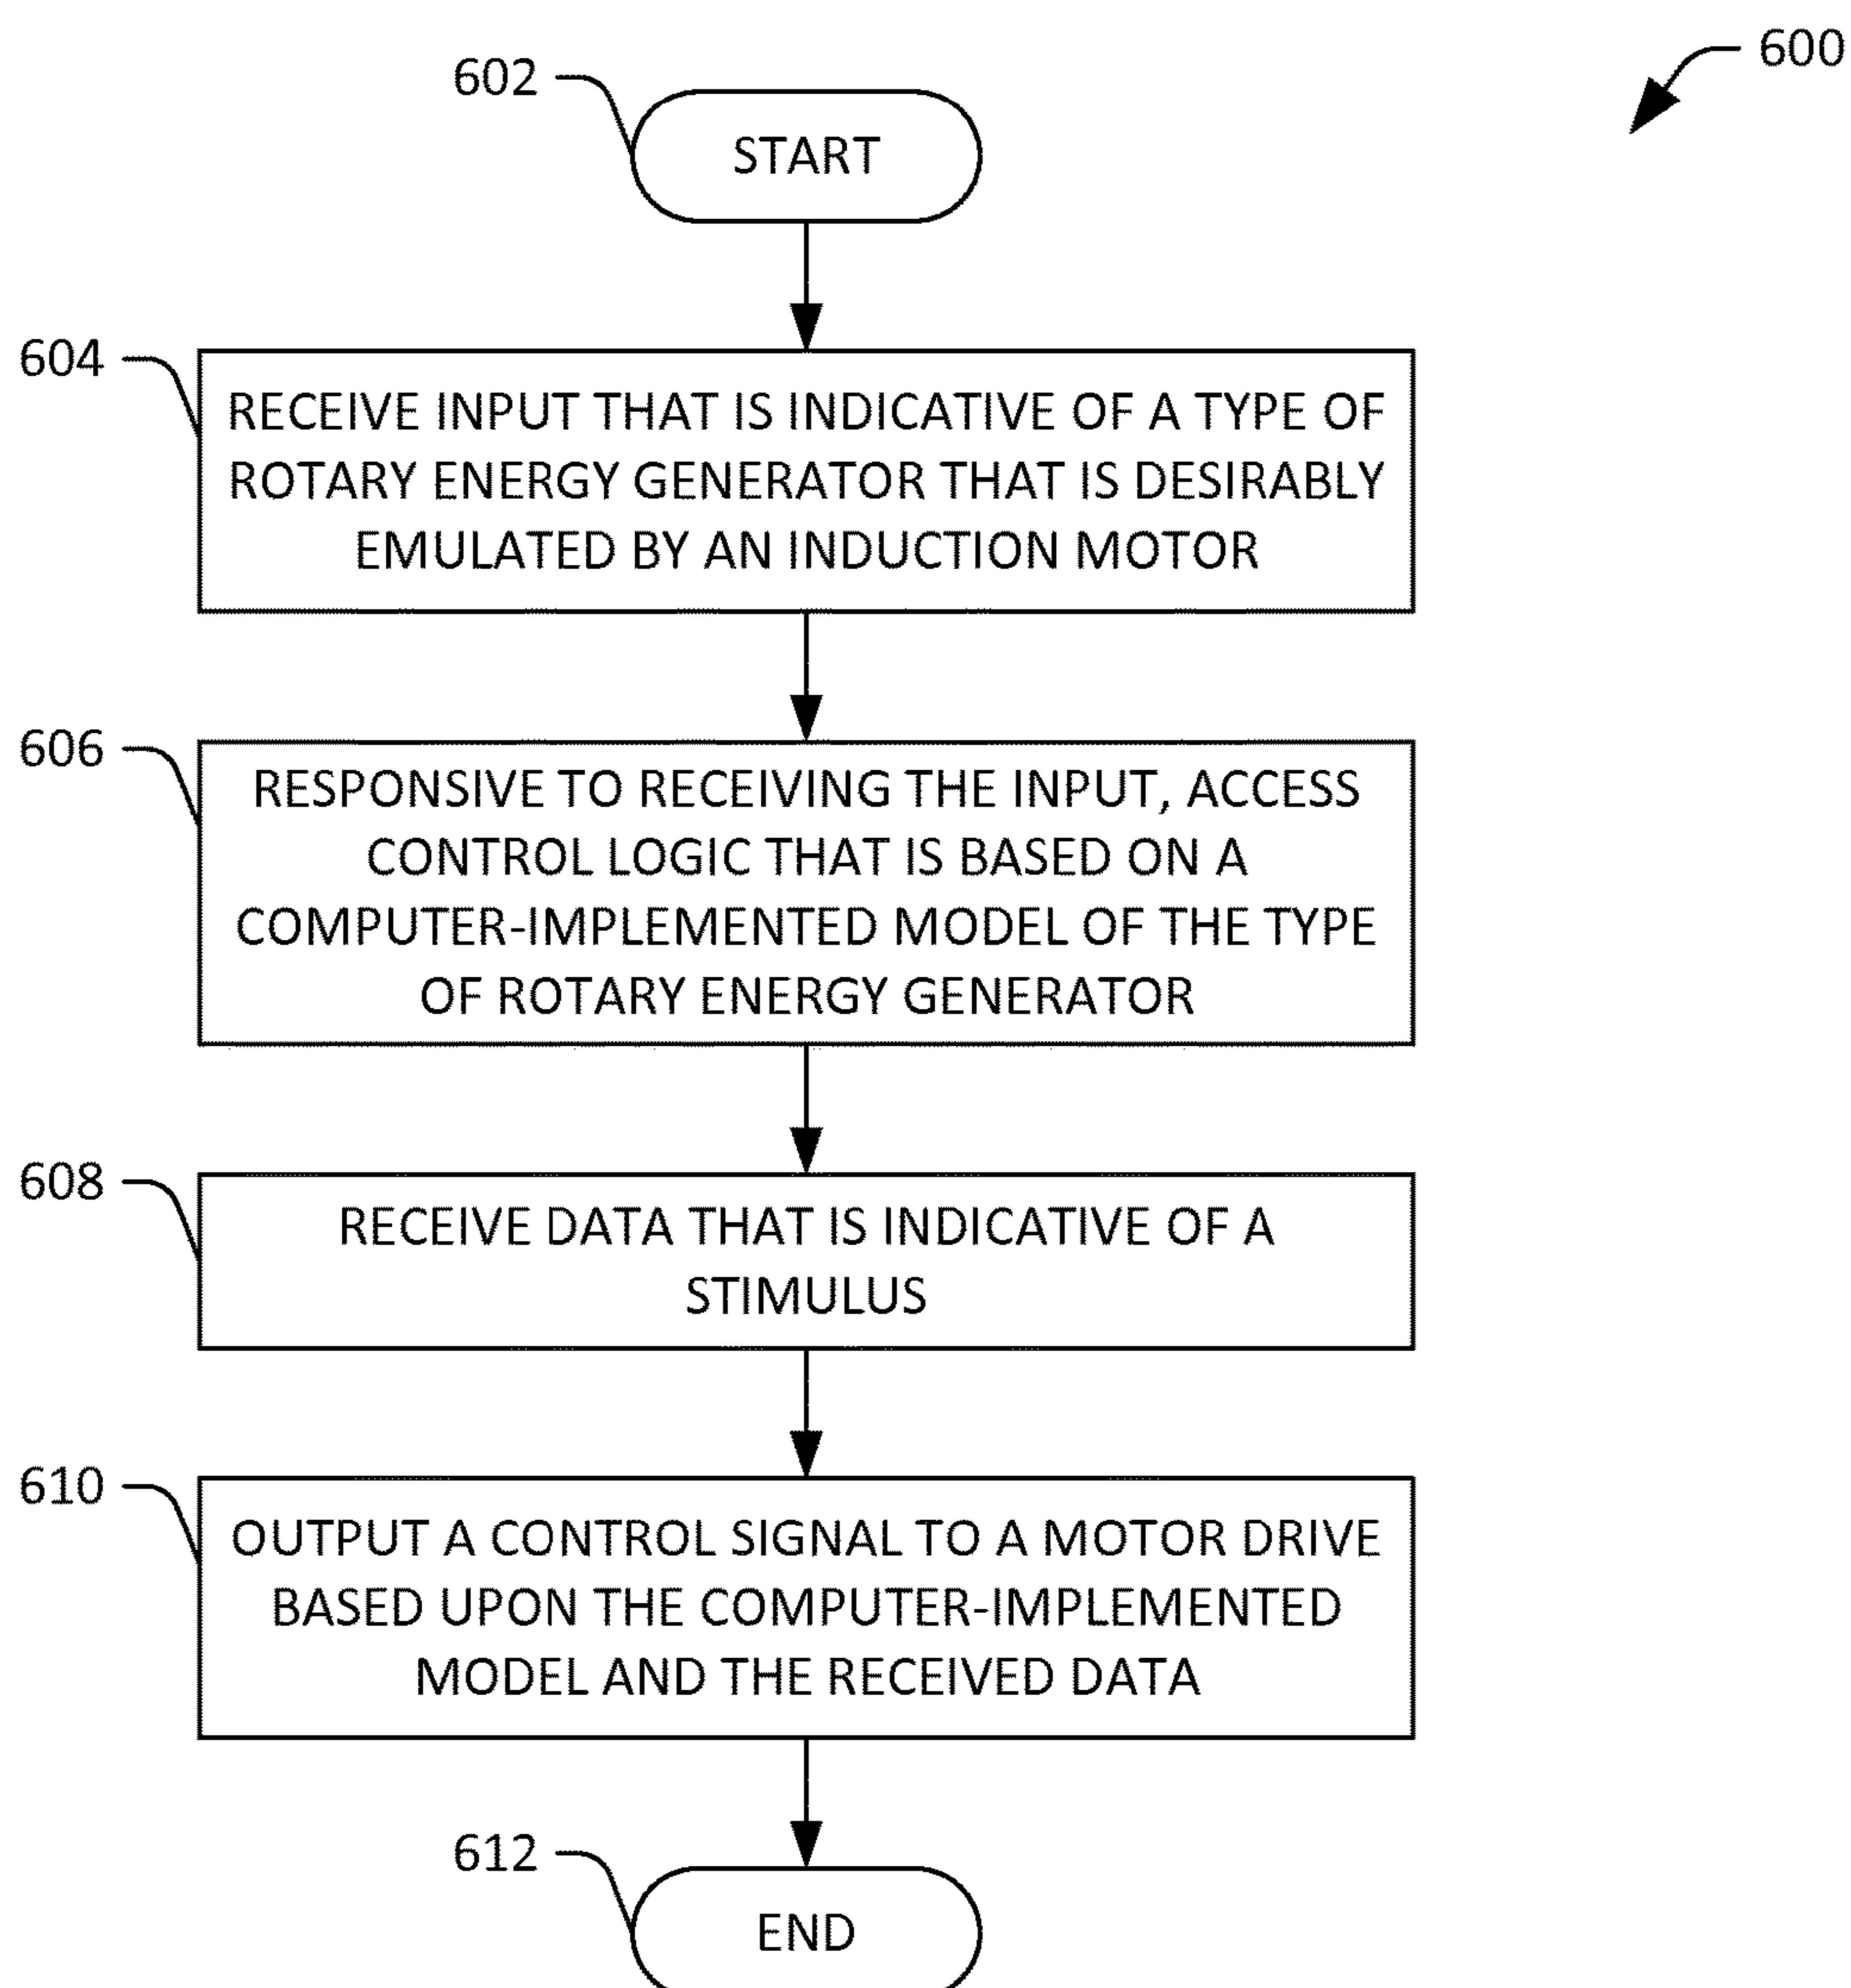 600
602
START
604
RECEIVE INPUT THAT IS INDICATIVE OF A TYPE OF
ROTARY ENERGY GENERATOR THAT IS DESIRABLY
EMULATED BY AN INDUCTION MOTOR
606
RESPONSIVE TO RECEIVING THE INPUT, ACCESS
CONTROL LOGIC THAT IS BASED ON A
COMPUTER-IMPLEMENTED MODEL OF THE TYPE
OF ROTARY ENERGY GENERATOR
608
RECEIVE DATA THAT IS INDICATIVE OF A
STIMULUS
610
OUTPUT A CONTROL SIGNAL TO A MOTOR DRIVE
BASED UPON THE COMPUTER-IMPLEMENTED
MODEL AND THE RECEIVED DATA
612
END